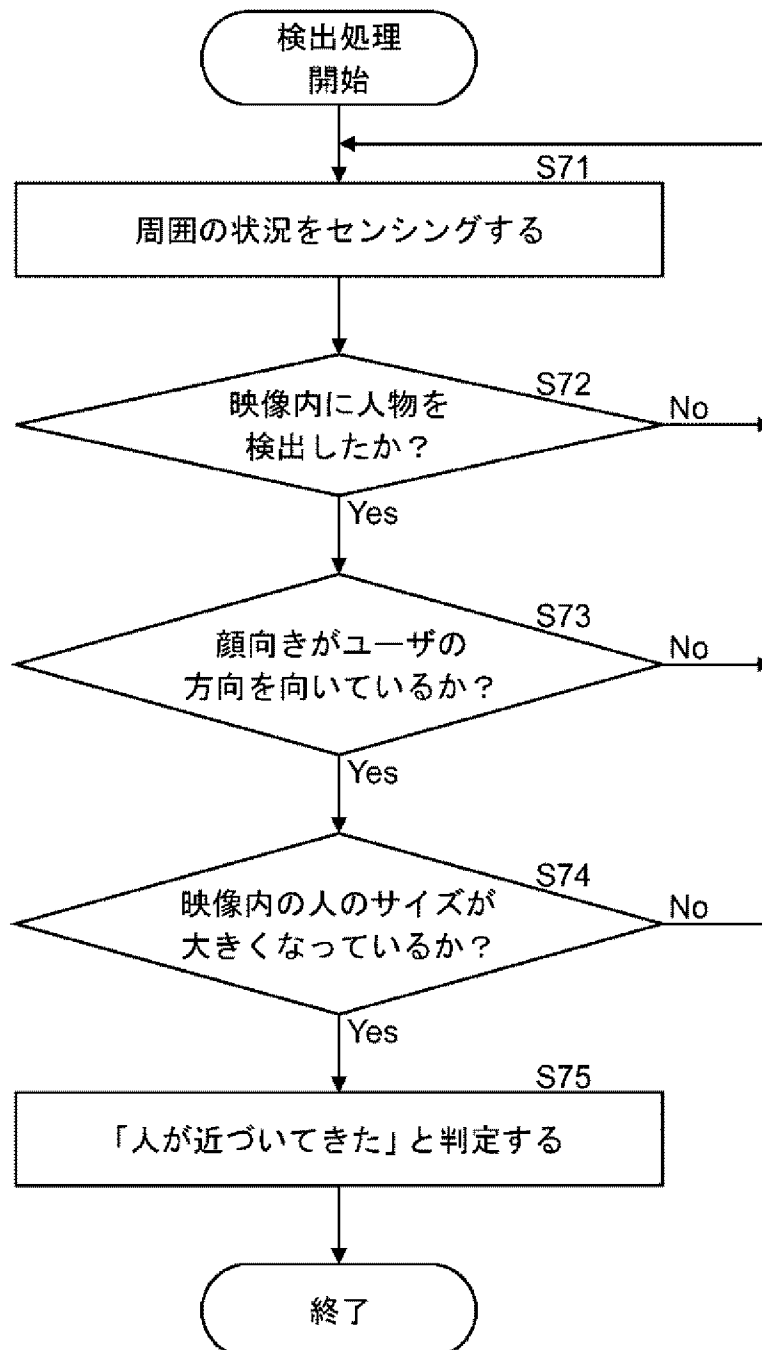 検出処理
開始
S71
周囲の状況をセンシングする
S72
映像内に人物を
検出したか？
No
Yes
S73
顔向きがユーザの
方向を向いているか？
No
Yes
S74
映像内の人のサイズが
大きくなっているか？
No
Yes
S75
「人が近づいてきた」と判定する
終了